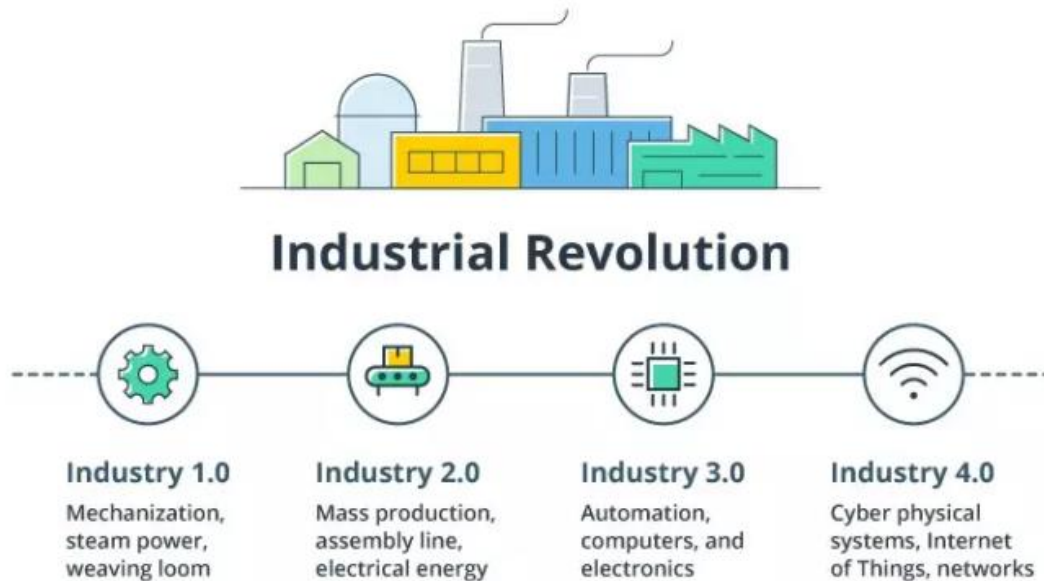 Industrial Revolution
Industry 1.0
Mechanization,
steam power,
weaving loom
Industry 2.0
Mass production,
assembly line,
electrical energy
Industry 3.0
Automation,
computers, and
electronics
Industry 4.0
Cyber physical
systems, Internet
of Things, networks